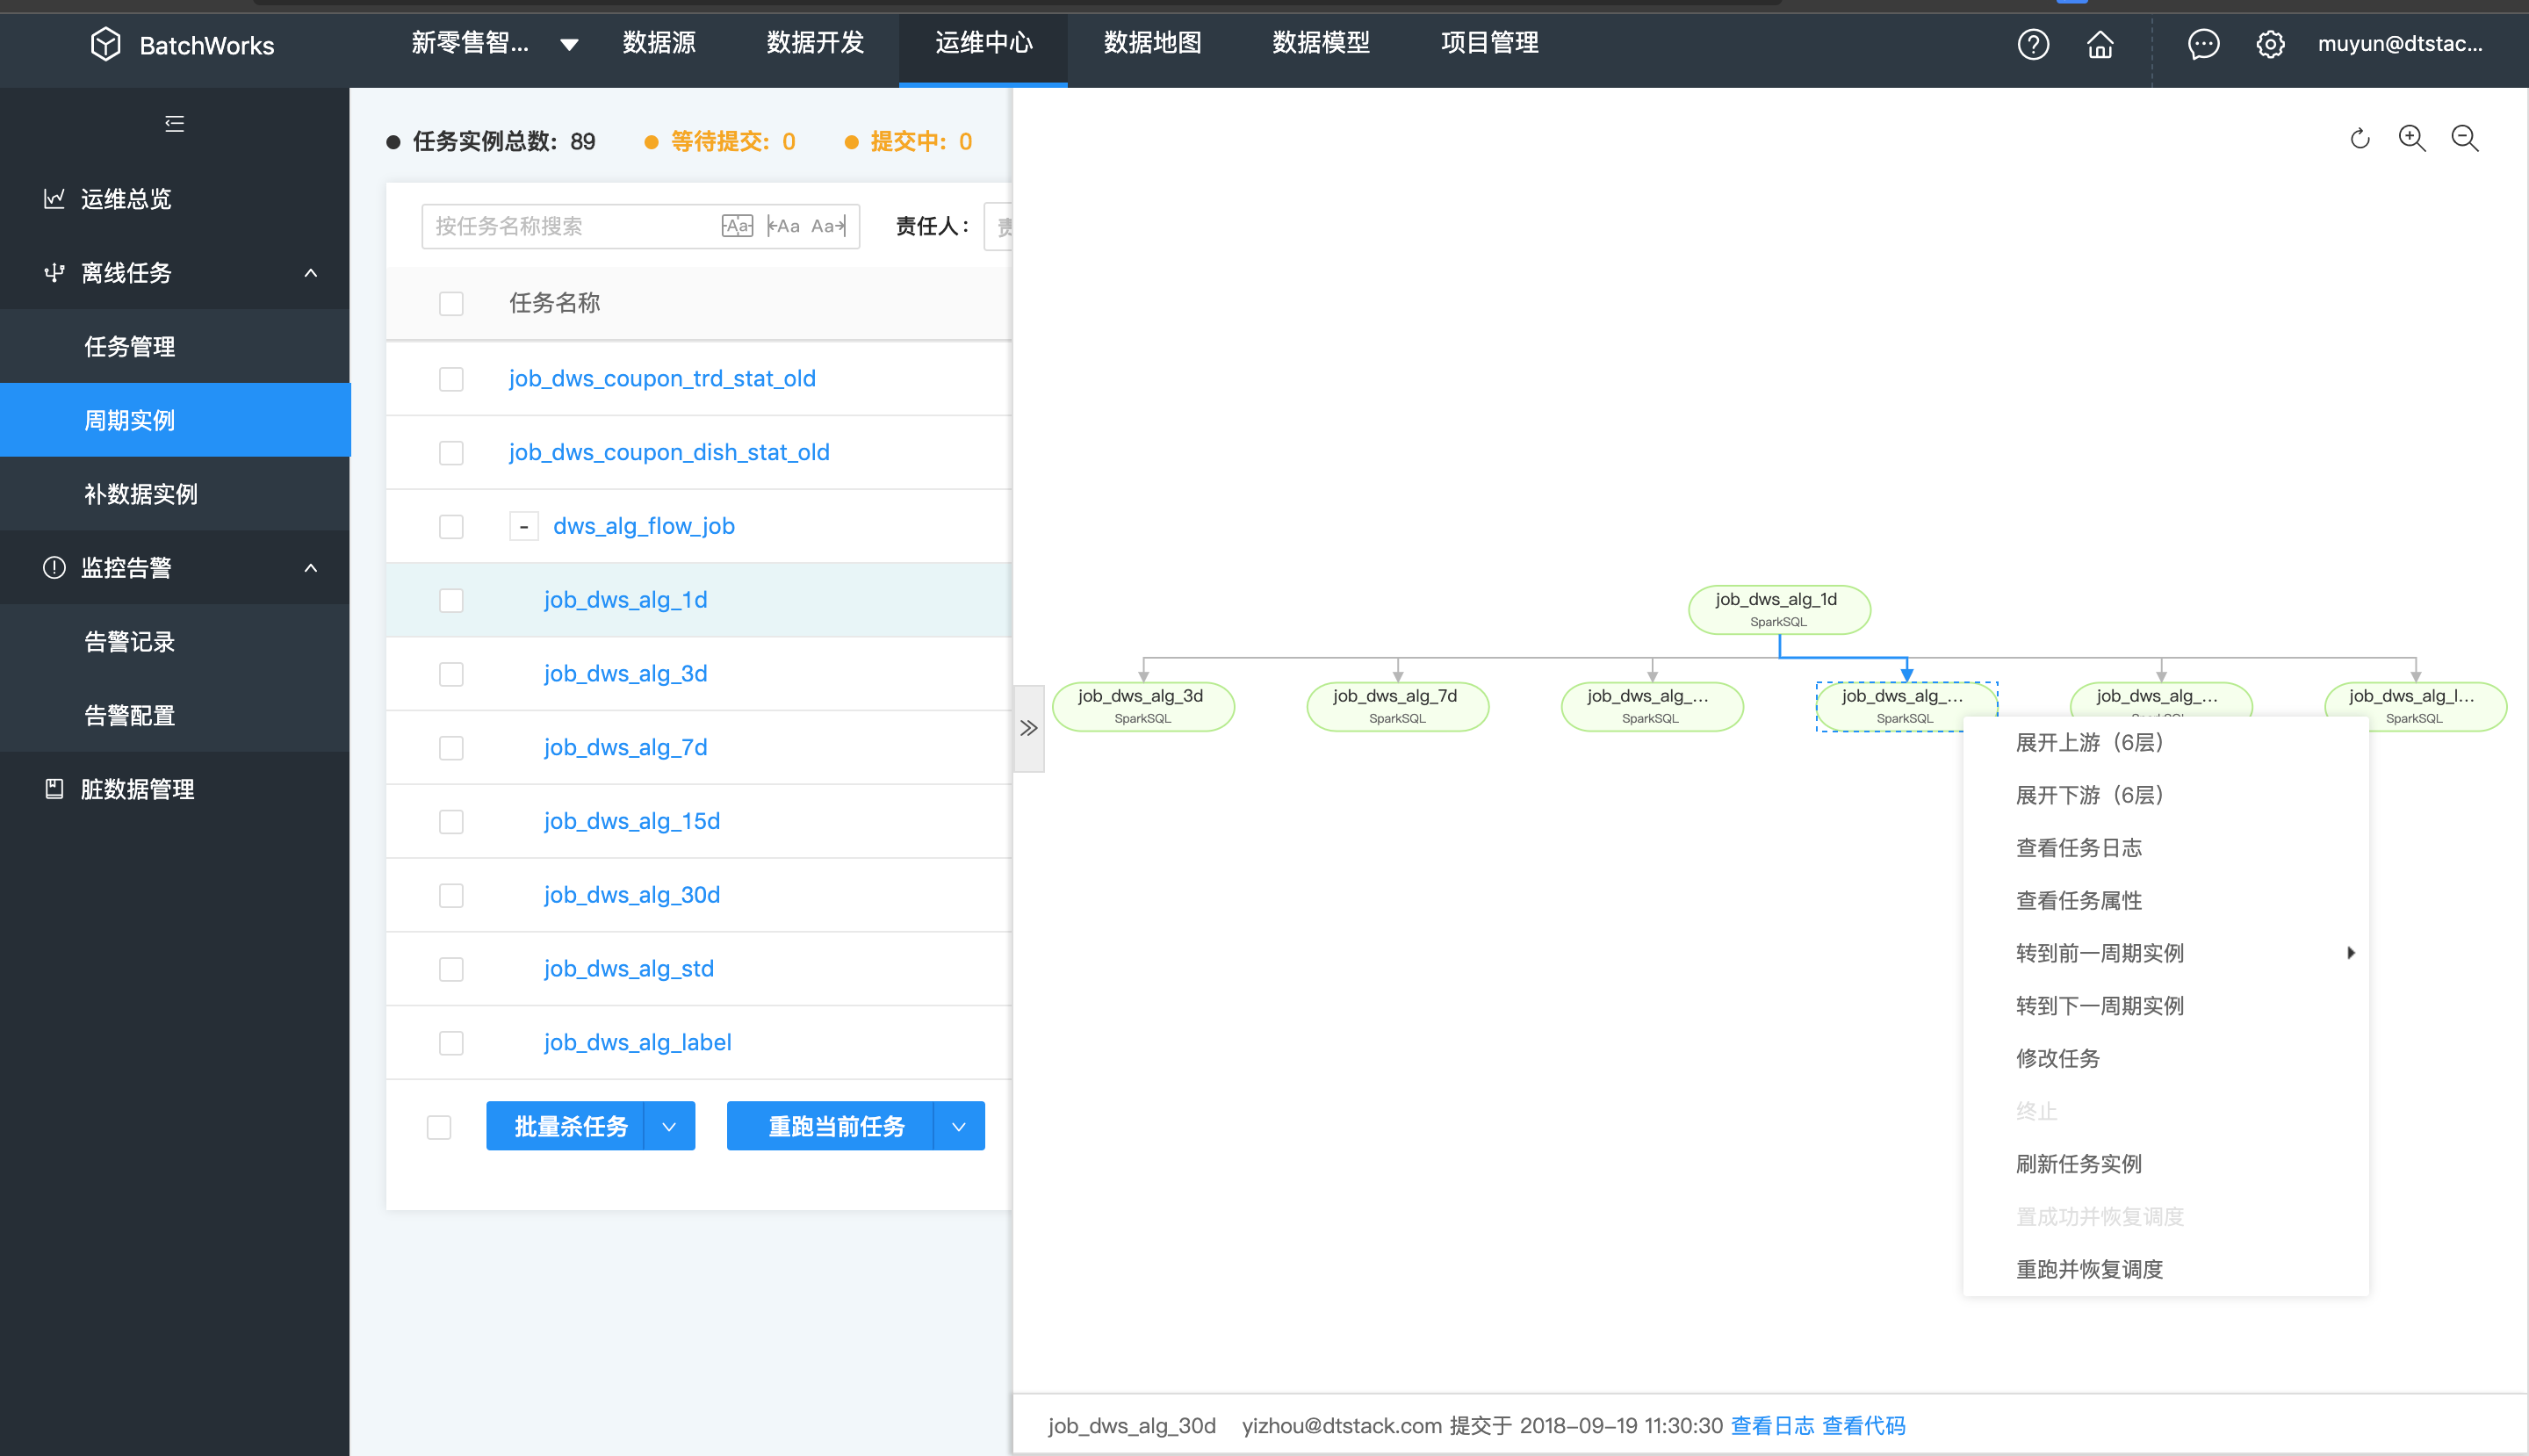 BatchWorks
新零售智... 数据源 数据开发 运维中心 数据地图 数据模型 项目管理 muyun@dtstac...
运维总览
离线任务
任务管理
周期实例
补数据实例
监控告警
告警记录
告警配置
脏数据管理
任务实例总数: 89 等待提交: 0 提交中: 0
按任务名称搜索 Aa Aa Aa 责任人:
任务名称
job_dws_coupon_trd_stat_old
job_dws_coupon_dish_stat_old
- dws_alg_flow_job
job_dws_alg_1d
job_dws_alg_3d
job_dws_alg_7d
job_dws_alg_15d
job_dws_alg_30d
job_dws_alg_std
job_dws_alg_label
批量杀任务 重跑当前任务
job_dws_alg_1d
SparkSQL
job_dws_alg_3d
SparkSQL
job_dws_alg_7d
SparkSQL
job_dws_alg_...
SparkSQL
job_dws_alg_...
SparkSQL
job_dws_alg_...
job_dws_alg_l...
SparkSQL
展开上游（6层）
展开下游（6层）
查看任务日志
查看任务属性
转到前一周期实例
转到下一周期实例
修改任务
终止
刷新任务实例
置成功并恢复调度
重跑并恢复调度
job_dws_alg_30d yizhou@dtstack.com 提交于 2018-09-19 11:30:30 查看日志 查看代码